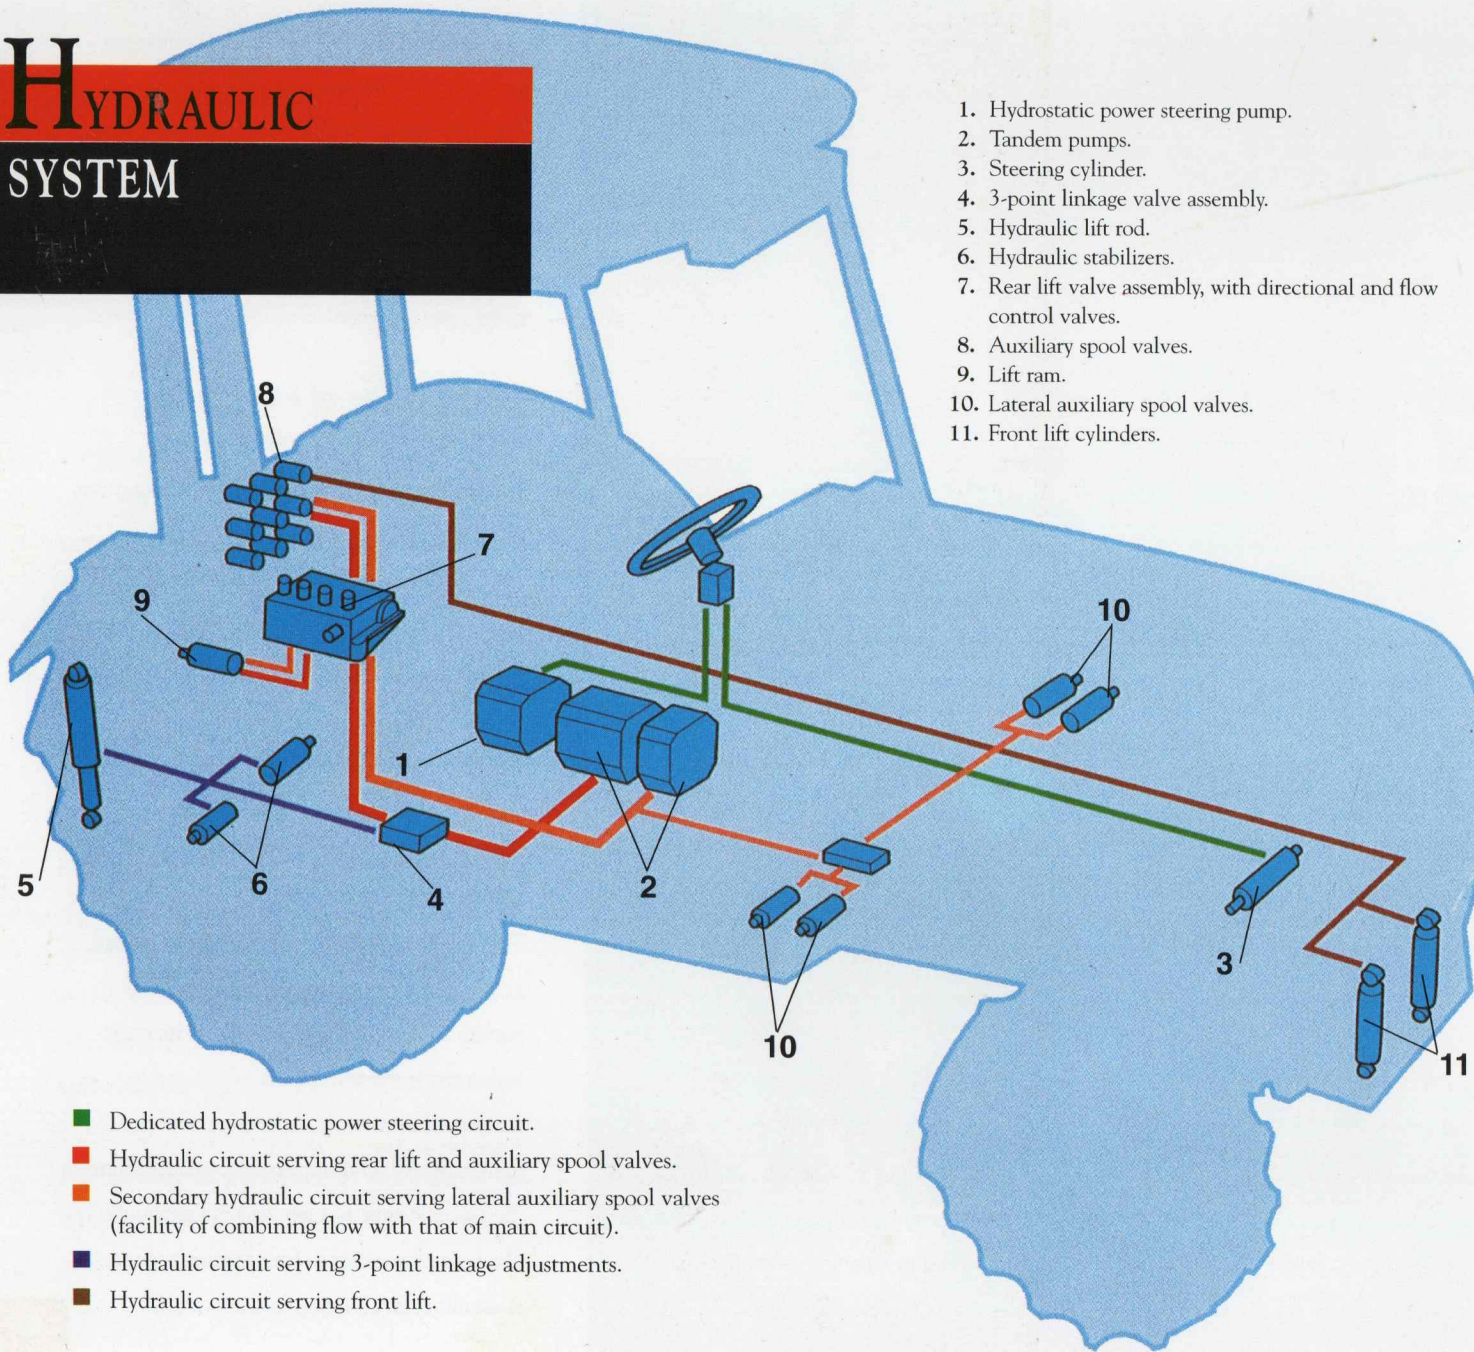 HYDRAULIC
SYSTEM
1. Hydrostatic power steering pump.
2. Tandem pumps.
3. Steering cylinder.
4. 3-point linkage valve assembly.
5. Hydraulic lift rod.
6. Hydraulic stabilizers.
7. Rear lift valve assembly, with directional and flow
control valves.
8. Auxiliary spool valves.
9. Lift ram.
10. Lateral auxiliary spool valves.
11. Front lift cylinders.
8
7
9
10
1
5
6
4
2
3
10
11
Dedicated hydrostatic power steering circuit.
Hydraulic circuit serving rear lift and auxiliary spool valves.
Secondary hydraulic circuit serving lateral auxiliary spool valves
(facility of combining flow with that of main circuit).
Hydraulic circuit serving 3-point linkage adjustments.
Hydraulic circuit serving front lift.